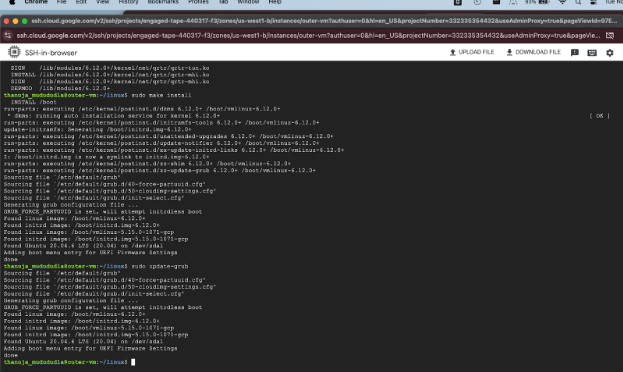 Chrome File Edit View History Bookmarks Profiles Tab Window Help
ssh.cloud.google.com/v2/ssh/projects/engaged-tape-440317-f3/zones/us-west1-b/instances/outer-vm?authuser=0&hl=en_US&projectNumber=332335354432&useAdminProxy=true&pageViewId=
ssh.cloud.google.com/v2/ssh/projects/engaged-tape-440317-f3/zones/us-west1-b/instances/outer-vm?authuser=0&hl=en_US&projectNumber=332335354432&useAdminProxy=true&pageVie...
SSH-in-browser
UPLOAD FILE
DOWNLOAD FILE
SIGN /lib/modules/6.12.0+/kernel/net/qrtr/qrtr-tun.ko
INSTALL /lib/modules/6.12.0+/kernel/net/qrtr/qrtr-mhi.ko
SIGN /lib/modules/6.12.0+/kernel/net/qrtr/qrtr-mhi.ko
DEPMOD /lib/modules/6.12.0+
thanuja_mudududla@outer-vm:~/linux$ sudo make install
INSTALL /boot
run-parts: executing /etc/kernel/postinst.d/dkms 6.12.0+ /boot/vmlinuz-6.12.0+
* dkms: running auto installation service for kernel 6.12.0+ [ OK ]
run-parts: executing /etc/kernel/postinst.d/initramfs-tools 6.12.0+ /boot/vmlinuz-6.12.0+
update-initramfs: Generating /boot/initrd.img-6.12.0+
run-parts: executing /etc/kernel/postinst.d/unattended-upgrades 6.12.0+ /boot/vmlinuz-6.12.0+
run-parts: executing /etc/kernel/postinst.d/update-notifier 6.12.0+ /boot/vmlinuz-6.12.0+
run-parts: executing /etc/kernel/postinst.d/xx-update-initrd-links 6.12.0+ /boot/vmlinuz-6.12.0+
I: /boot/initrd.img is now a symlink to initrd.img-6.12.0+
run-parts: executing /etc/kernel/postinst.d/zz-shim 6.12.0+ /boot/vmlinuz-6.12.0+
run-parts: executing /etc/kernel/postinst.d/zz-update-grub 6.12.0+ /boot/vmlinuz-6.12.0+
Sourcing file `/etc/default/grub'
Sourcing file `/etc/default/grub.d/40-force-partuuid.cfg'
Sourcing file `/etc/default/grub.d/50-cloudimg-settings.cfg'
Sourcing file `/etc/default/grub.d/init-select.cfg'
Generating grub configuration file ...
GRUB_FORCE_PARTUUID is set, will attempt initrdless boot
Found linux image: /boot/vmlinuz-6.12.0+
Found initrd image: /boot/initrd.img-6.12.0+
Found linux image: /boot/vmlinuz-5.15.0-1071-gcp
Found initrd image: /boot/initrd.img-5.15.0-1071-gcp
Found Ubuntu 20.04.6 LTS (20.04) on /dev/sda1
Adding boot menu entry for UEFI Firmware Settings
done
thanuja_mudududla@outer-vm:~/linux$ sudo update-grub
Sourcing file `/etc/default/grub'
Sourcing file `/etc/default/grub.d/40-force-partuuid.cfg'
Sourcing file `/etc/default/grub.d/50-cloudimg-settings.cfg'
Sourcing file `/etc/default/grub.d/init-select.cfg'
Generating grub configuration file ...
GRUB_FORCE_PARTUUID is set, will attempt initrdless boot
Found linux image: /boot/vmlinuz-6.12.0+
Found initrd image: /boot/initrd.img-6.12.0+
Found linux image: /boot/vmlinuz-5.15.0-1071-gcp
Found initrd image: /boot/initrd.img-5.15.0-1071-gcp
Found Ubuntu 20.04.6 LTS (20.04) on /dev/sda1
Adding boot menu entry for UEFI Firmware Settings
done
thanuja_mudududla@outer-vm:~/linux$